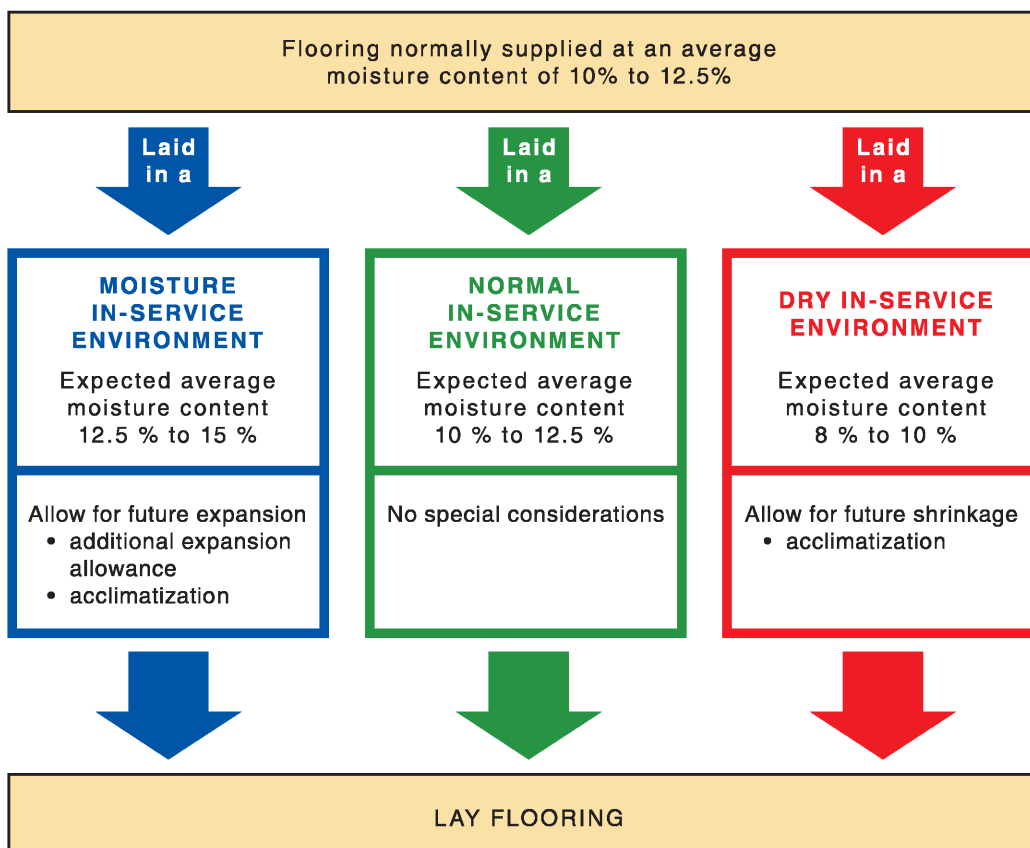 Flooring normally supplied at an average
moisture content of 10% to 12.5%
Laid
in a
Laid
in a
Laid
in a
MOISTURE
IN-SERVICE
ENVIRONMENT
Expected average
moisture content
12.5 % to 15 %
Allow for future expansion
• additional expansion
allowance
• acclimatization
NORMAL
IN-SERVICE
ENVIRONMENT
Expected average
moisture content
10 % to 12.5 %
No special considerations
DRY IN-SERVICE
ENVIRONMENT
Expected average
moisture content
8 % to 10 %
Allow for future shrinkage
• acclimatization
LAY FLOORING